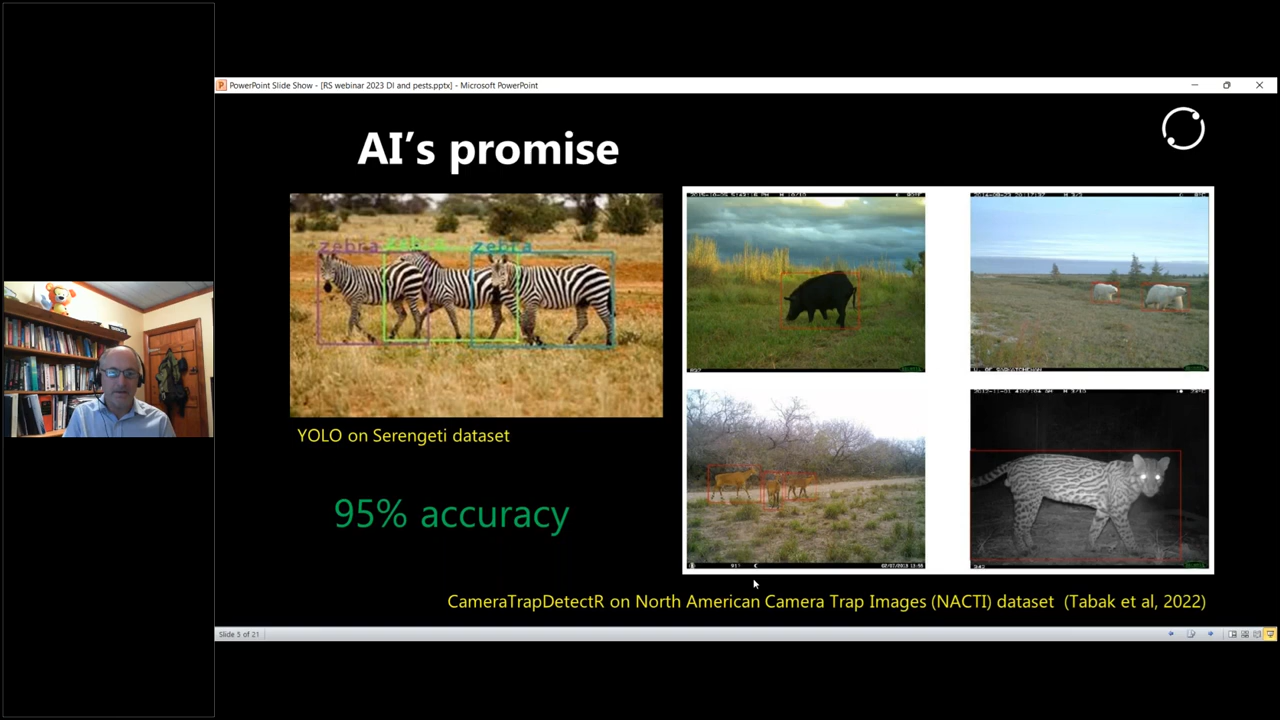 PowerPoint Slide Show - [RS webinar 2023 DI and pests.pptx] - Microsoft PowerPoint
AI's promise
zebra zebra zebra
YOLO on Serengeti dataset
95% accuracy
CameraTrapDetectR on North American Camera Trap Images (NACTI) dataset (Tabak et al, 2022)
Slide 5 of 21